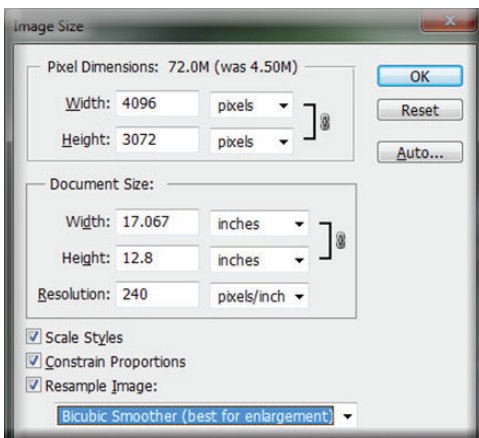 Image Size
Pixel Dimensions: 72.0M (was 4.50M)
OK
Width: 4096 pixels
Reset
Height: 3072 pixels
Auto...
Document Size:
Width: 17.067 inches
Height: 12.8 inches
Resolution: 240 pixels/inch
Scale Styles
Constrain Proportions
Resample Image:
Bicubic Smoother (best for enlargement)